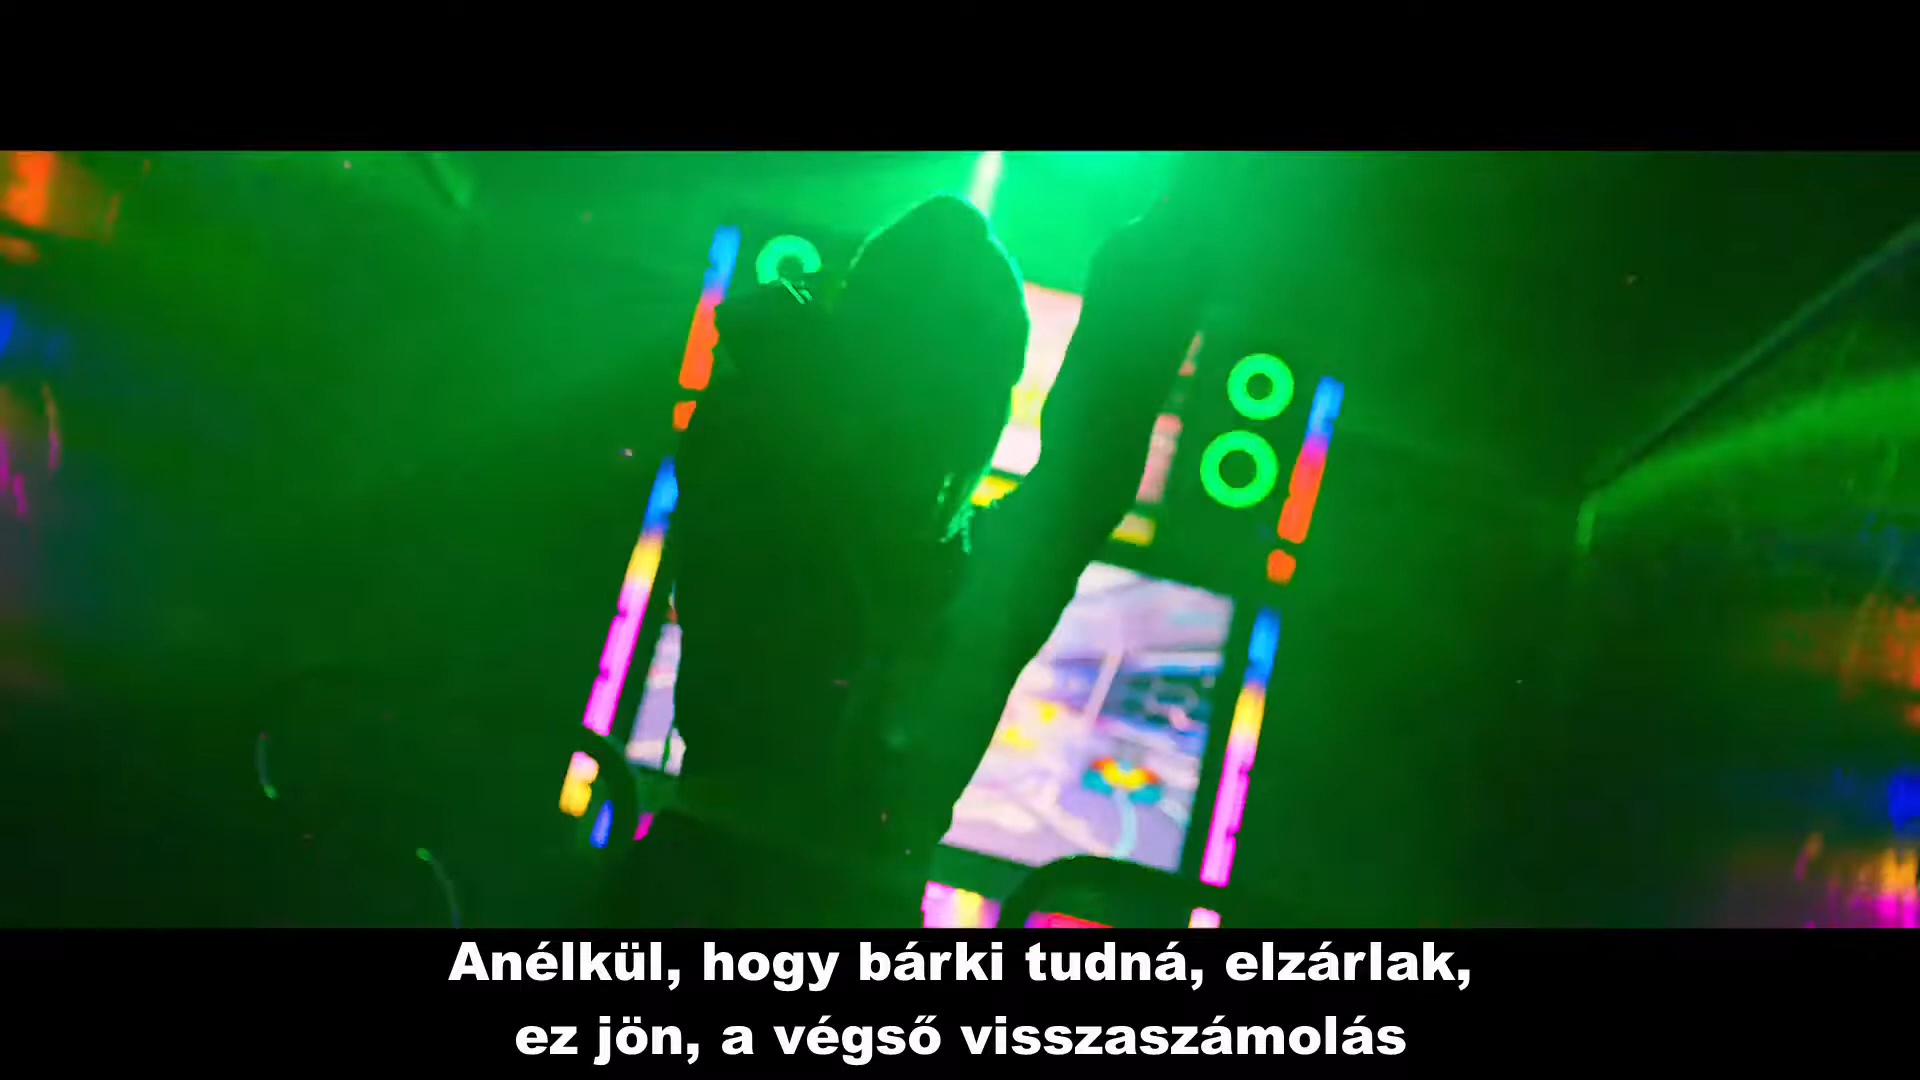 Anélkül, hogy bárki tudná, elzárlak,
ez jön, a végső visszaszámolás